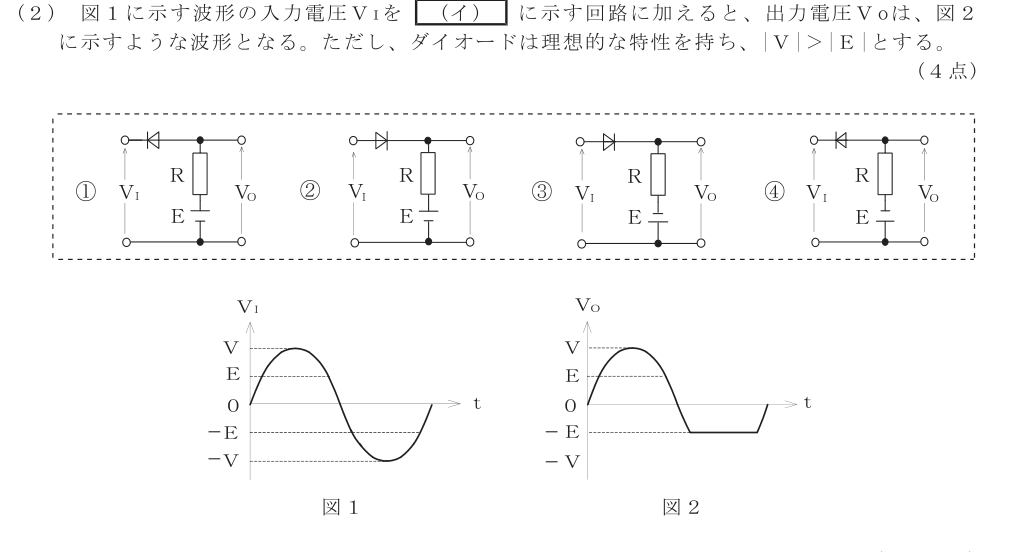 （２） 図１に示す波形の入力電圧ＶIを （イ） に示す回路に加えると、出力電圧Ｖoは、図２
に示すような波形となる。ただし、ダイオードは理想的な特性を持ち、|Ｖ|＞|Ｅ|とする。
（４点）
① VI R E VO ② VI R E VO ③ VI R E VO ④ VI R E VO
VI VO
V V
E E
0 t 0 t
－E －E
－V －V
図１ 図２